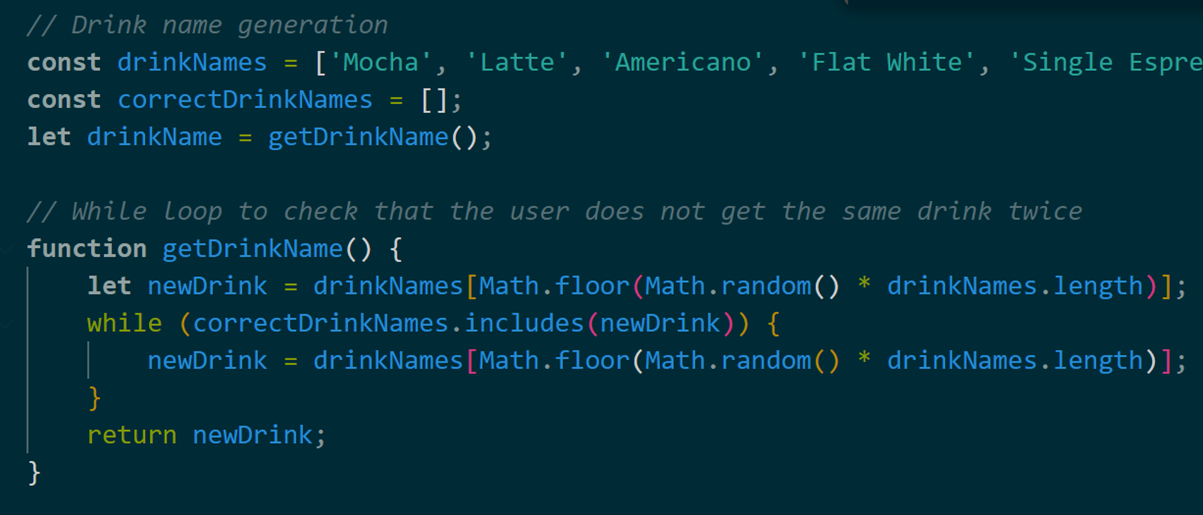 // Drink name generation
const drinkNames = ['Mocha', 'Latte', 'Americano', 'Flat White', 'Single Espre
const correctDrinkNames = [];
let drinkName = getDrinkName();
// While loop to check that the user does not get the same drink twice
function getDrinkName() {
let newDrink = drinkNames[Math.floor(Math.random() * drinkNames.length)];
while (correctDrinkNames.includes(newDrink)) {
newDrink = drinkNames[Math.floor(Math.random() * drinkNames.length)];
}
return newDrink;
}